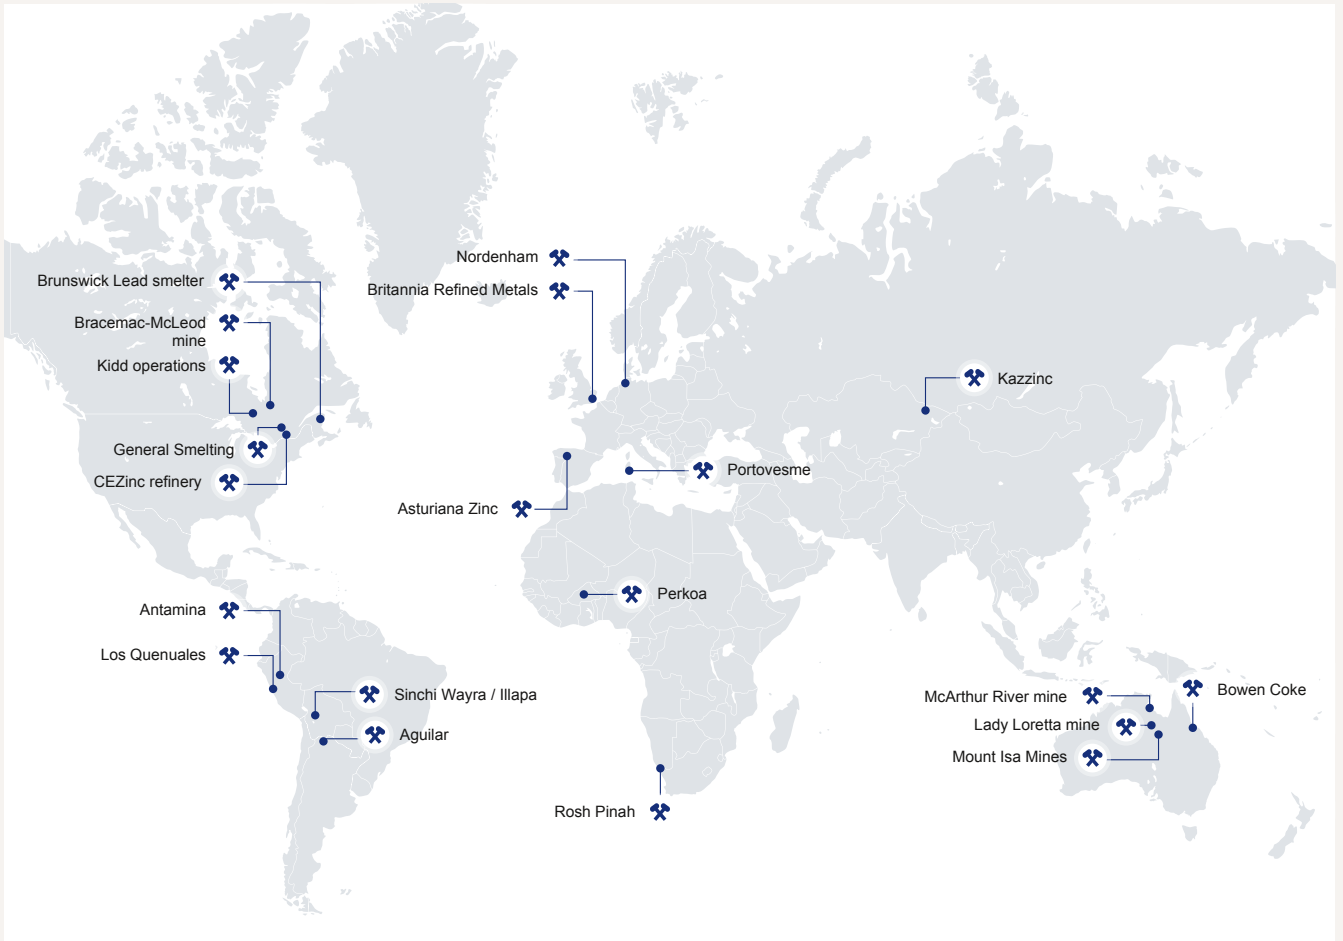 Nordenham
Britannia Refined Metals
Brunswick Lead smelter
Bracemac-McLeod
mine
Kidd operations
General Smelting
CEZinc refinery
Kazzinc
Portovesme
Asturiana Zinc
Perkoa
Antamina
Los Quenuales
Sinchi Wayra / Illapa
Aguilar
Rosh Pinah
McArthur River mine
Bowen Coke
Lady Loretta mine
Mount Isa Mines